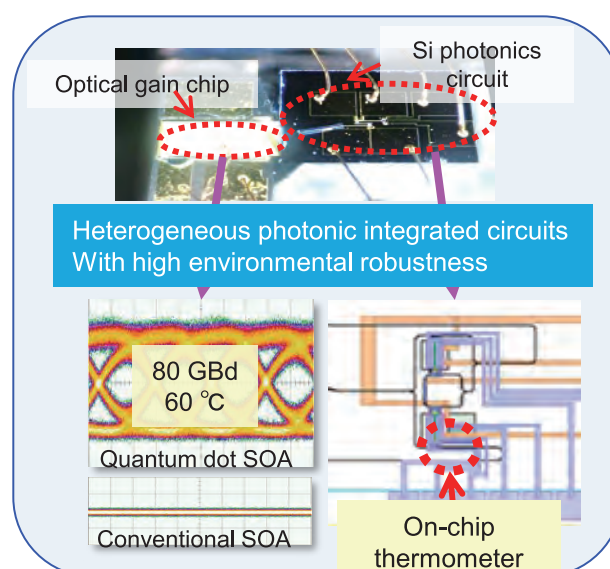 Si photonics
circuit
Optical gain chip
Heterogeneous photonic integrated circuits
With high environmental robustness
80 GBd
60 °C
Quantum dot SOA
Conventional SOA
On-chip
thermometer